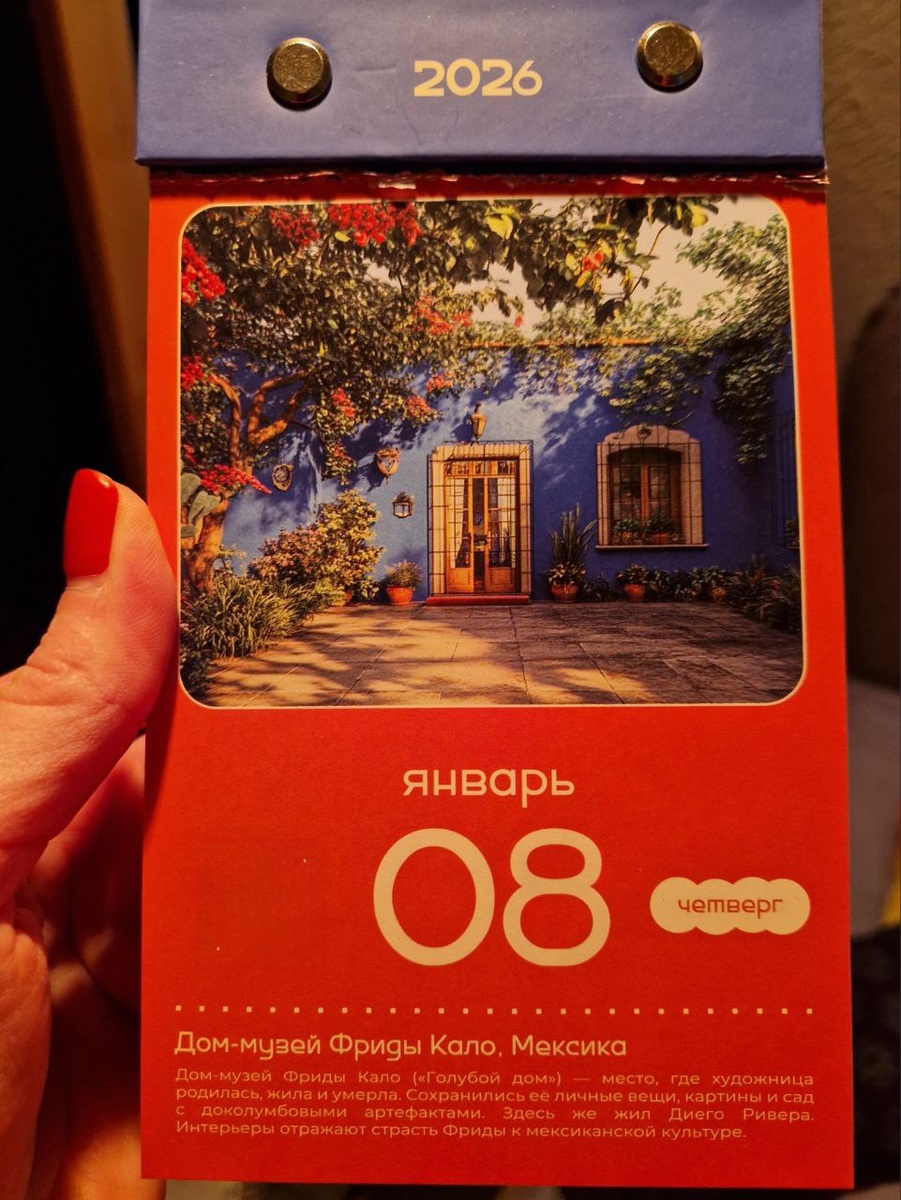 2026
январь
08
четверг
Дом-музей Фриды Кало, Мексика
Дом-музей Фриды Кало («Голубой дом») — место, где художница
родилась, жила и умерла. Сохранились её личные вещи, картины и сад
с доколумбовыми артефактами. Здесь же жил Диего Ривера.
Интерьеры отражают страсть Фриды к мексиканской культуре.